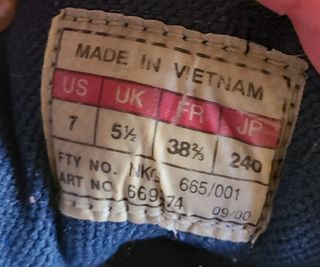 MADE IN VIETNAM
US UK FR JP
7 5½ 38⅔ 240
FTY NO. 665/001
ART NO. 09/00